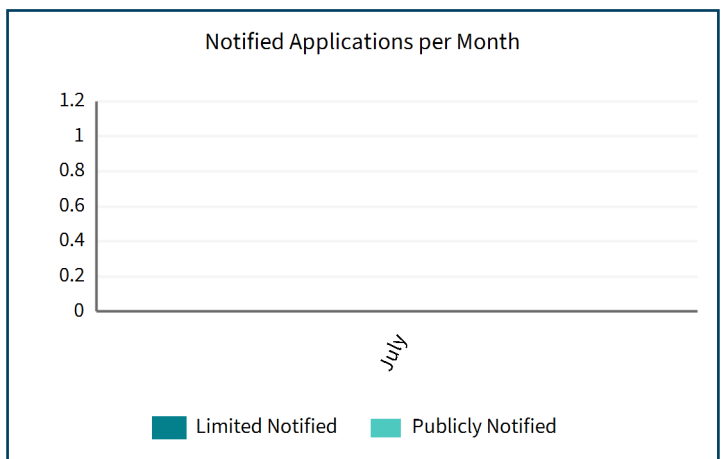 Notified Applications per Month
1.2
1
0.8
0.6
0.4
0.2
0
July
Limited Notified
Publicly Notified